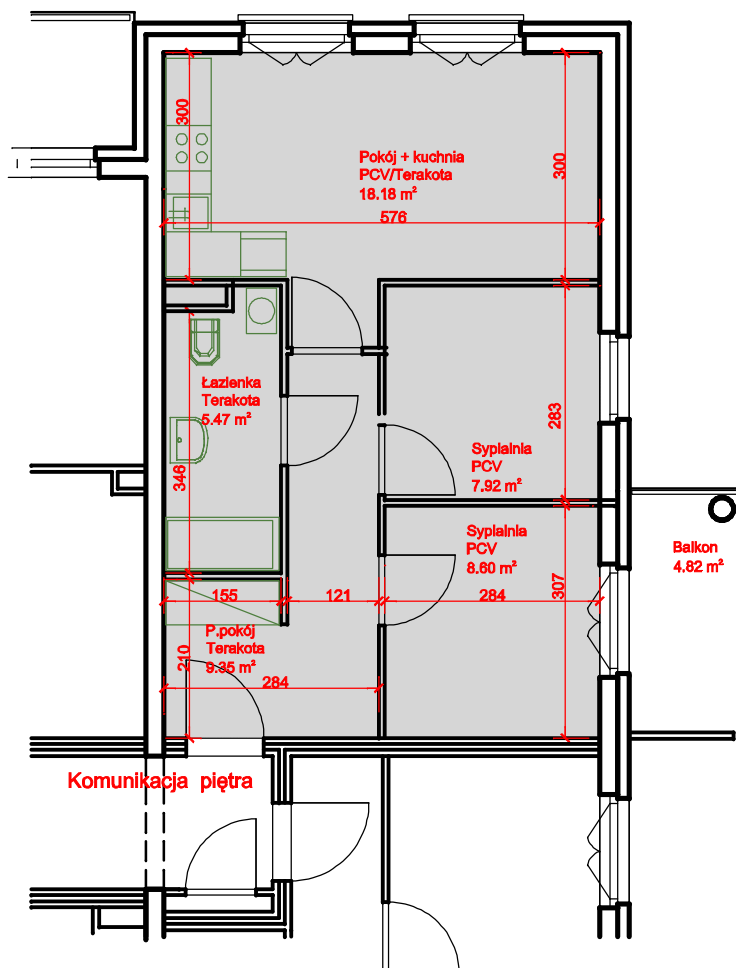 300
Pokój + kuchnia
PCV/Terakota
18.18 m²
300
576
Łazienka
Terakota
5.47 m²
346
283
Sypialnia
PCV
7.92 m²
Sypialnia
PCV
8.60 m²
307
Balkon
4.82 m²
155
121
284
P.pokój
Terakota
9.35 m²
210
284
Komunikacja piętra